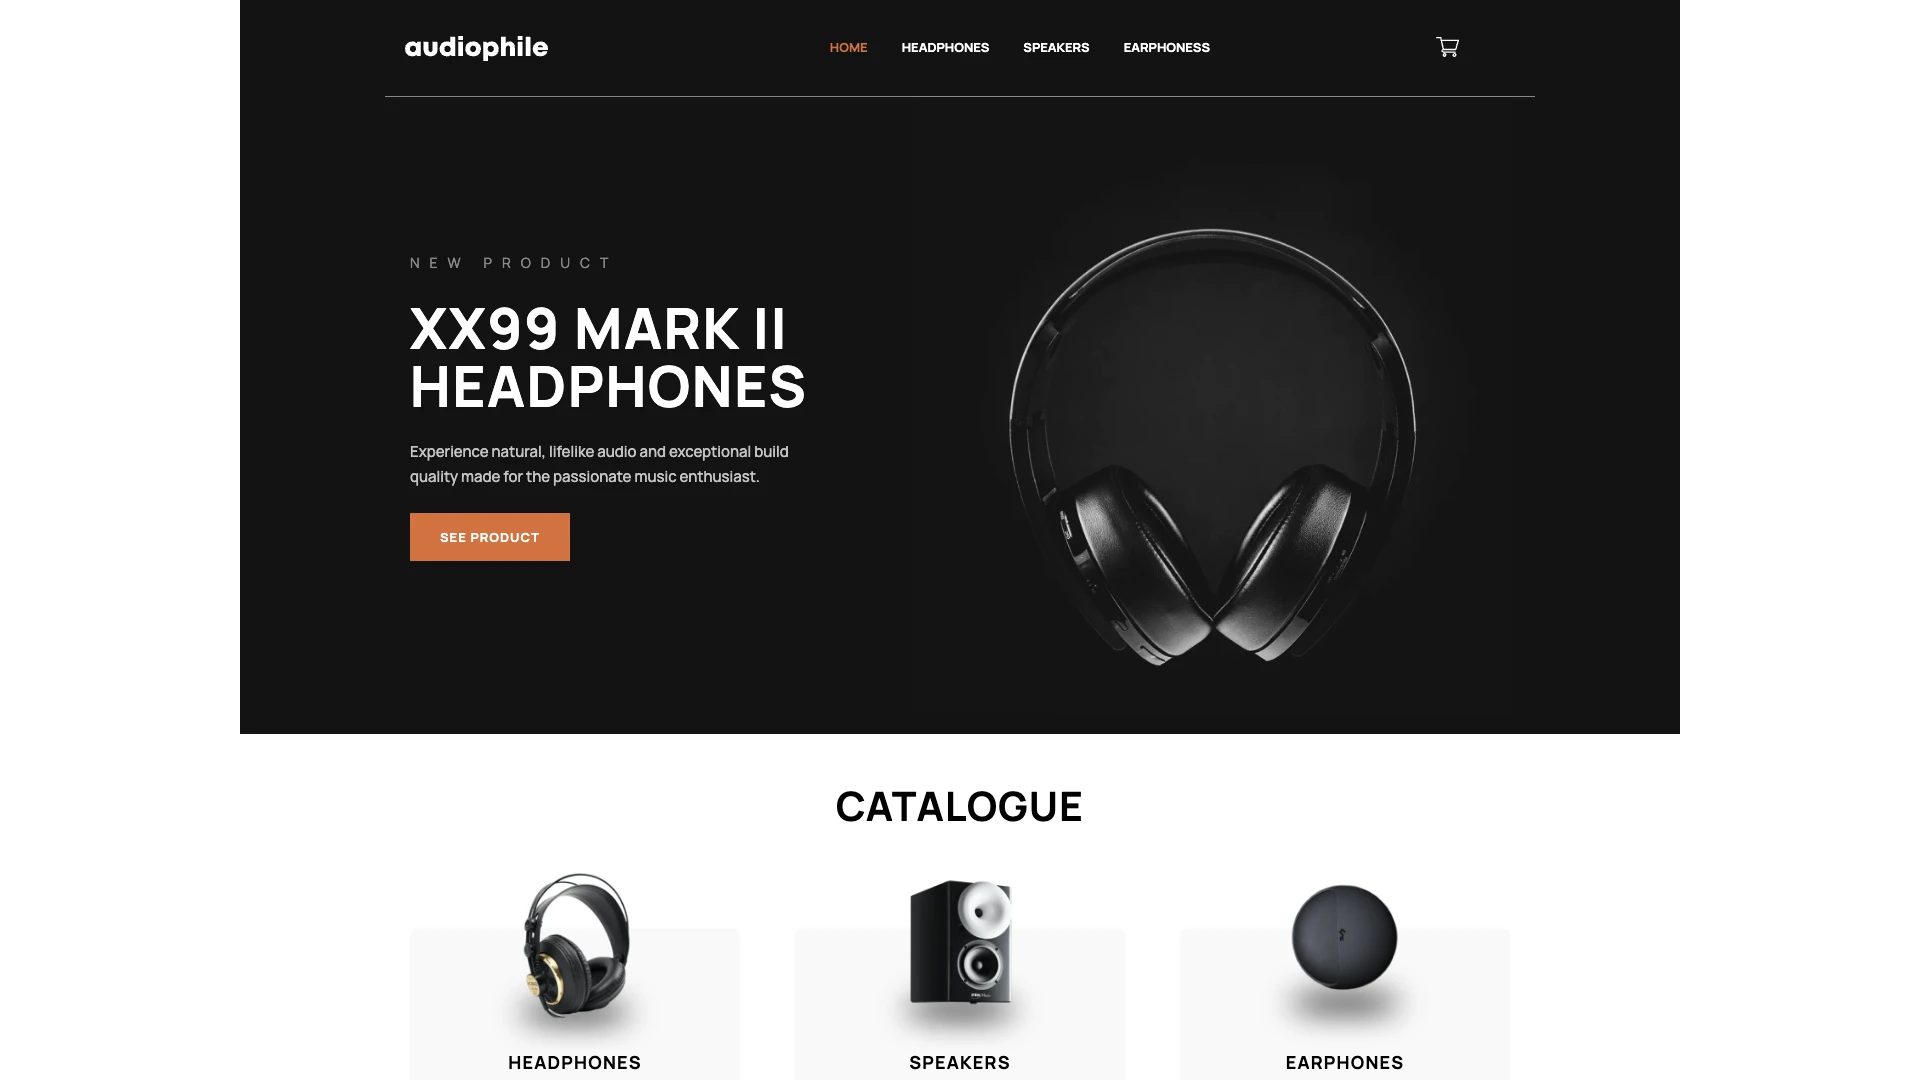 audiophile
HOME HEADPHONES SPEAKERS EARPHONESS
NEW PRODUCT
XX99 MARK II
HEADPHONES
Experience natural, lifelike audio and exceptional build
quality made for the passionate music enthusiast.
SEE PRODUCT
CATALOGUE
HEADPHONES SPEAKERS EARPHONES